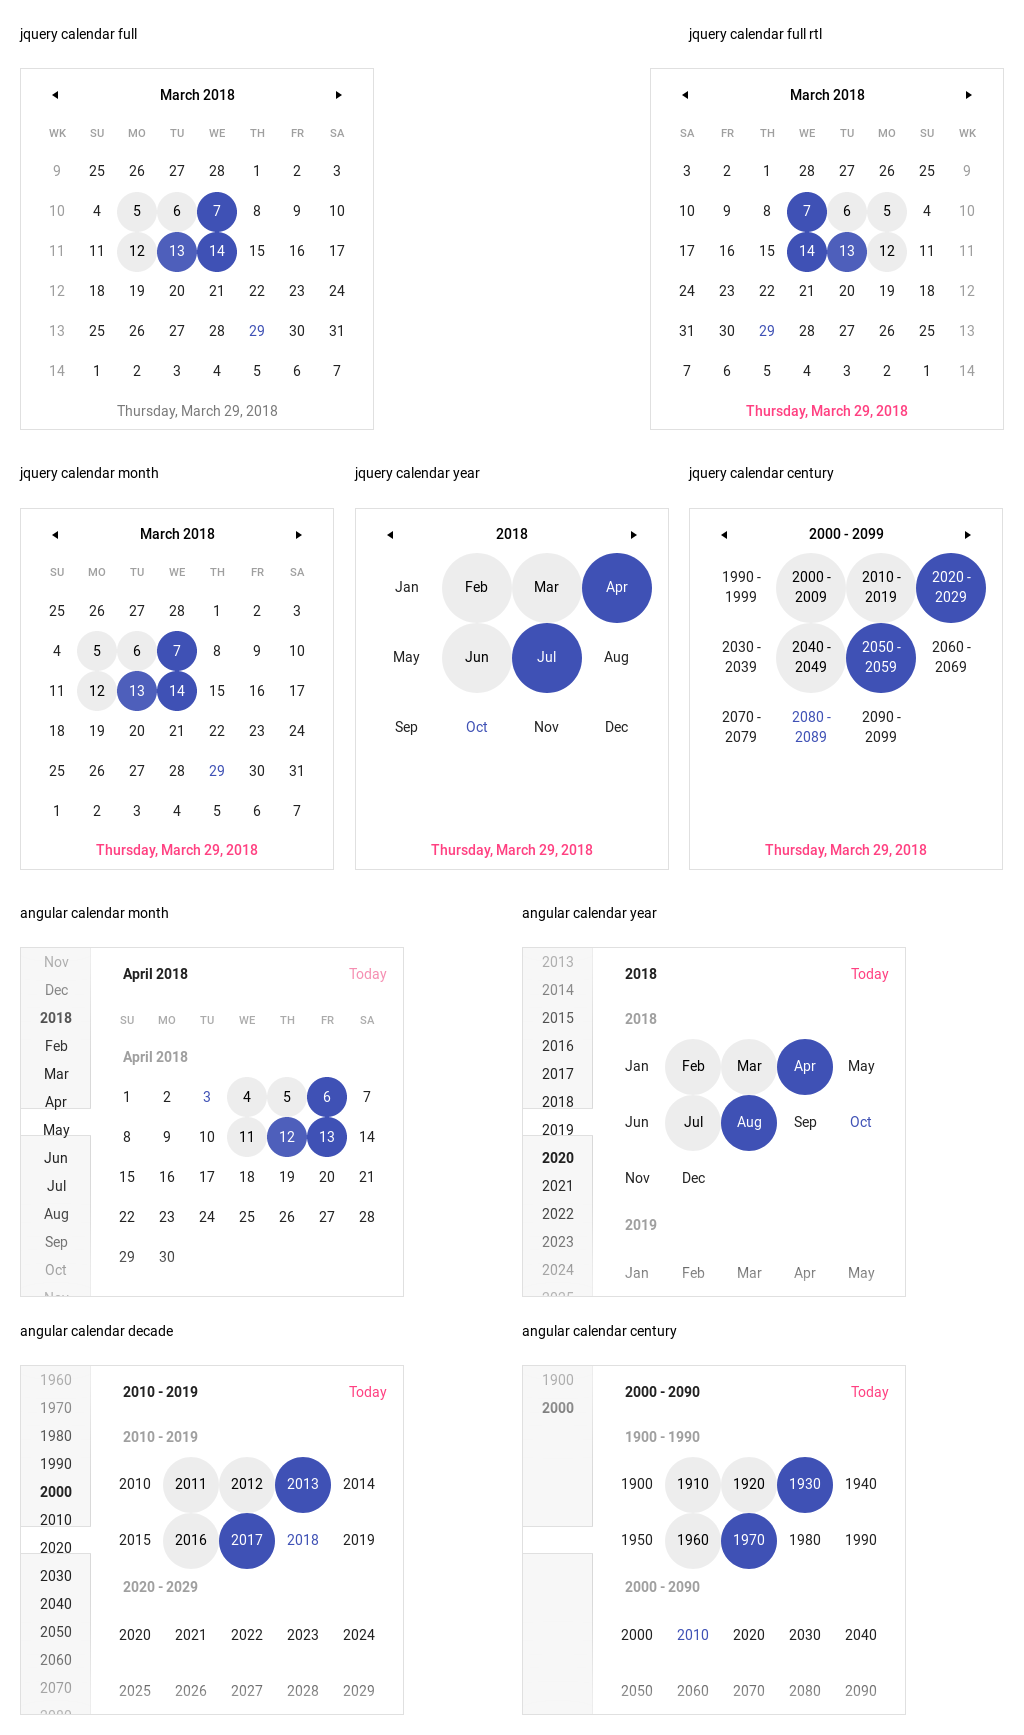 jquery calendar full
jquery calendar full rtl
March 2018
WK SU MO TU WE TH FR SA
9 25 26 27 28 1 2 3
10 4 5 6 7 8 9 10
11 11 12 13 14 15 16 17
12 18 19 20 21 22 23 24
13 25 26 27 28 29 30 31
14 1 2 3 4 5 6 7
Thursday, March 29, 2018
March 2018
SA FR TH WE TU MO SU WK
3 2 1 28 27 26 25 9
10 9 8 7 6 5 4 10
17 16 15 14 13 12 11 11
24 23 22 21 20 19 18 12
31 30 29 28 27 26 25 13
7 6 5 4 3 2 1 14
Thursday, March 29, 2018
jquery calendar month
jquery calendar year
jquery calendar century
March 2018
SU MO TU WE TH FR SA
25 26 27 28 1 2 3
4 5 6 7 8 9 10
11 12 13 14 15 16 17
18 19 20 21 22 23 24
25 26 27 28 29 30 31
1 2 3 4 5 6 7
Thursday, March 29, 2018
2018
Jan Feb Mar Apr
May Jun Jul Aug
Sep Oct Nov Dec
Thursday, March 29, 2018
2000 - 2099
1990 - 2000 - 2010 - 2020 -
1999 2009 2019 2029
2030 - 2040 - 2050 - 2060 -
2039 2049 2059 2069
2070 - 2080 - 2090 -
2079 2089 2099
Thursday, March 29, 2018
angular calendar month
angular calendar year
Nov
Dec
2018
Feb
Mar
Apr
May
Jun
Jul
Aug
Sep
Oct
Nov
April 2018 Today
SU MO TU WE TH FR SA
April 2018
1 2 3 4 5 6 7
8 9 10 11 12 13 14
15 16 17 18 19 20 21
22 23 24 25 26 27 28
29 30
2013
2014
2015
2016
2017
2018
2019
2020
2021
2022
2023
2024
2025
2018 Today
2018
Jan Feb Mar Apr May
Jun Jul Aug Sep Oct
Nov Dec
2019
Jan Feb Mar Apr May
angular calendar decade
angular calendar century
1960
1970
1980
1990
2000
2010
2020
2030
2040
2050
2060
2070
2080
2010 - 2019 Today
2010 - 2019
2010 2011 2012 2013 2014
2015 2016 2017 2018 2019
2020 - 2029
2020 2021 2022 2023 2024
2025 2026 2027 2028 2029
1900
2000
2000 - 2090 Today
1900 - 1990
1900 1910 1920 1930 1940
1950 1960 1970 1980 1990
2000 - 2090
2000 2010 2020 2030 2040
2050 2060 2070 2080 2090